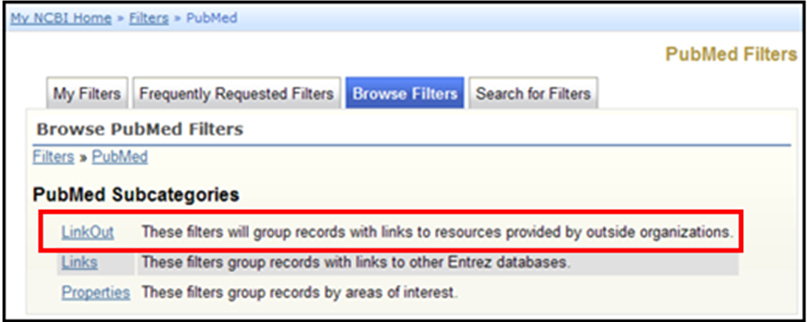 My NCBI Home » Filters » PubMed
PubMed Filters
My Filters Frequently Requested Filters Browse Filters Search for Filters
Browse PubMed Filters
Filters » PubMed
PubMed Subcategories
LinkOut These filters will group records with links to resources provided by outside organizations.
Links These filters group records with links to other Entrez databases.
Properties These filters group records by areas of interest.